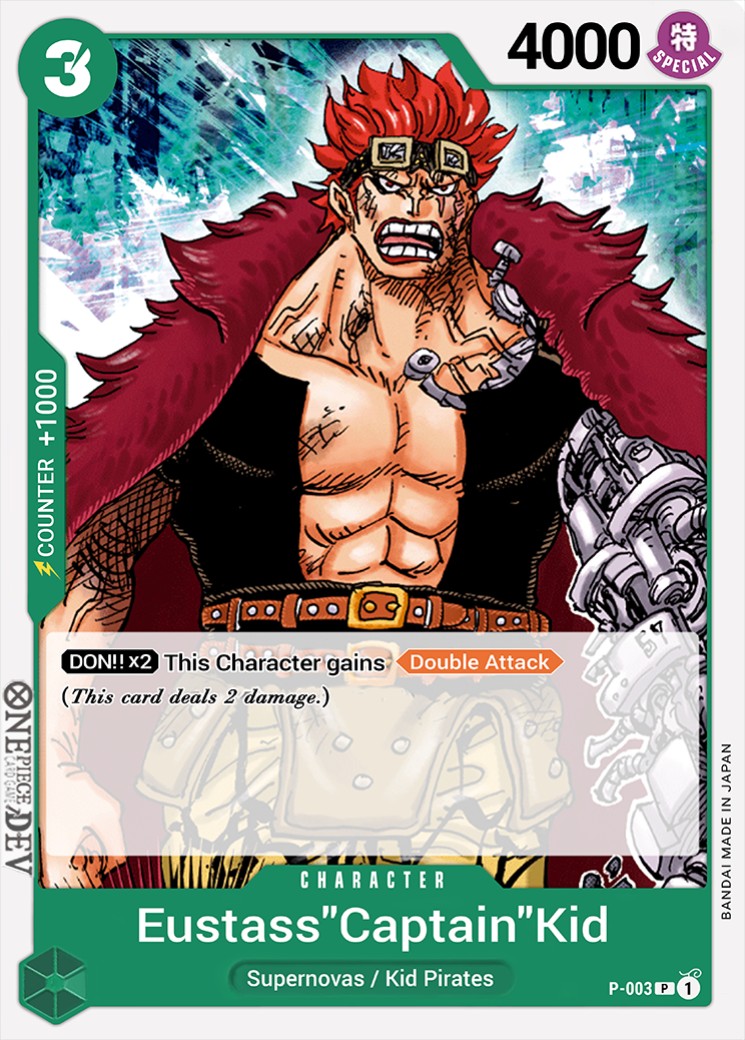 3
4000
特
SPECIAL
COUNTER +1000
DON!! x2 This Character gains Double Attack
(This card deals 2 damage.)
ONE PIECE
CARD GAME
.DEV
BANDAI MADE IN JAPAN
CHARACTER
Eustass"Captain"Kid
Supernovas / Kid Pirates
P-003 P 1